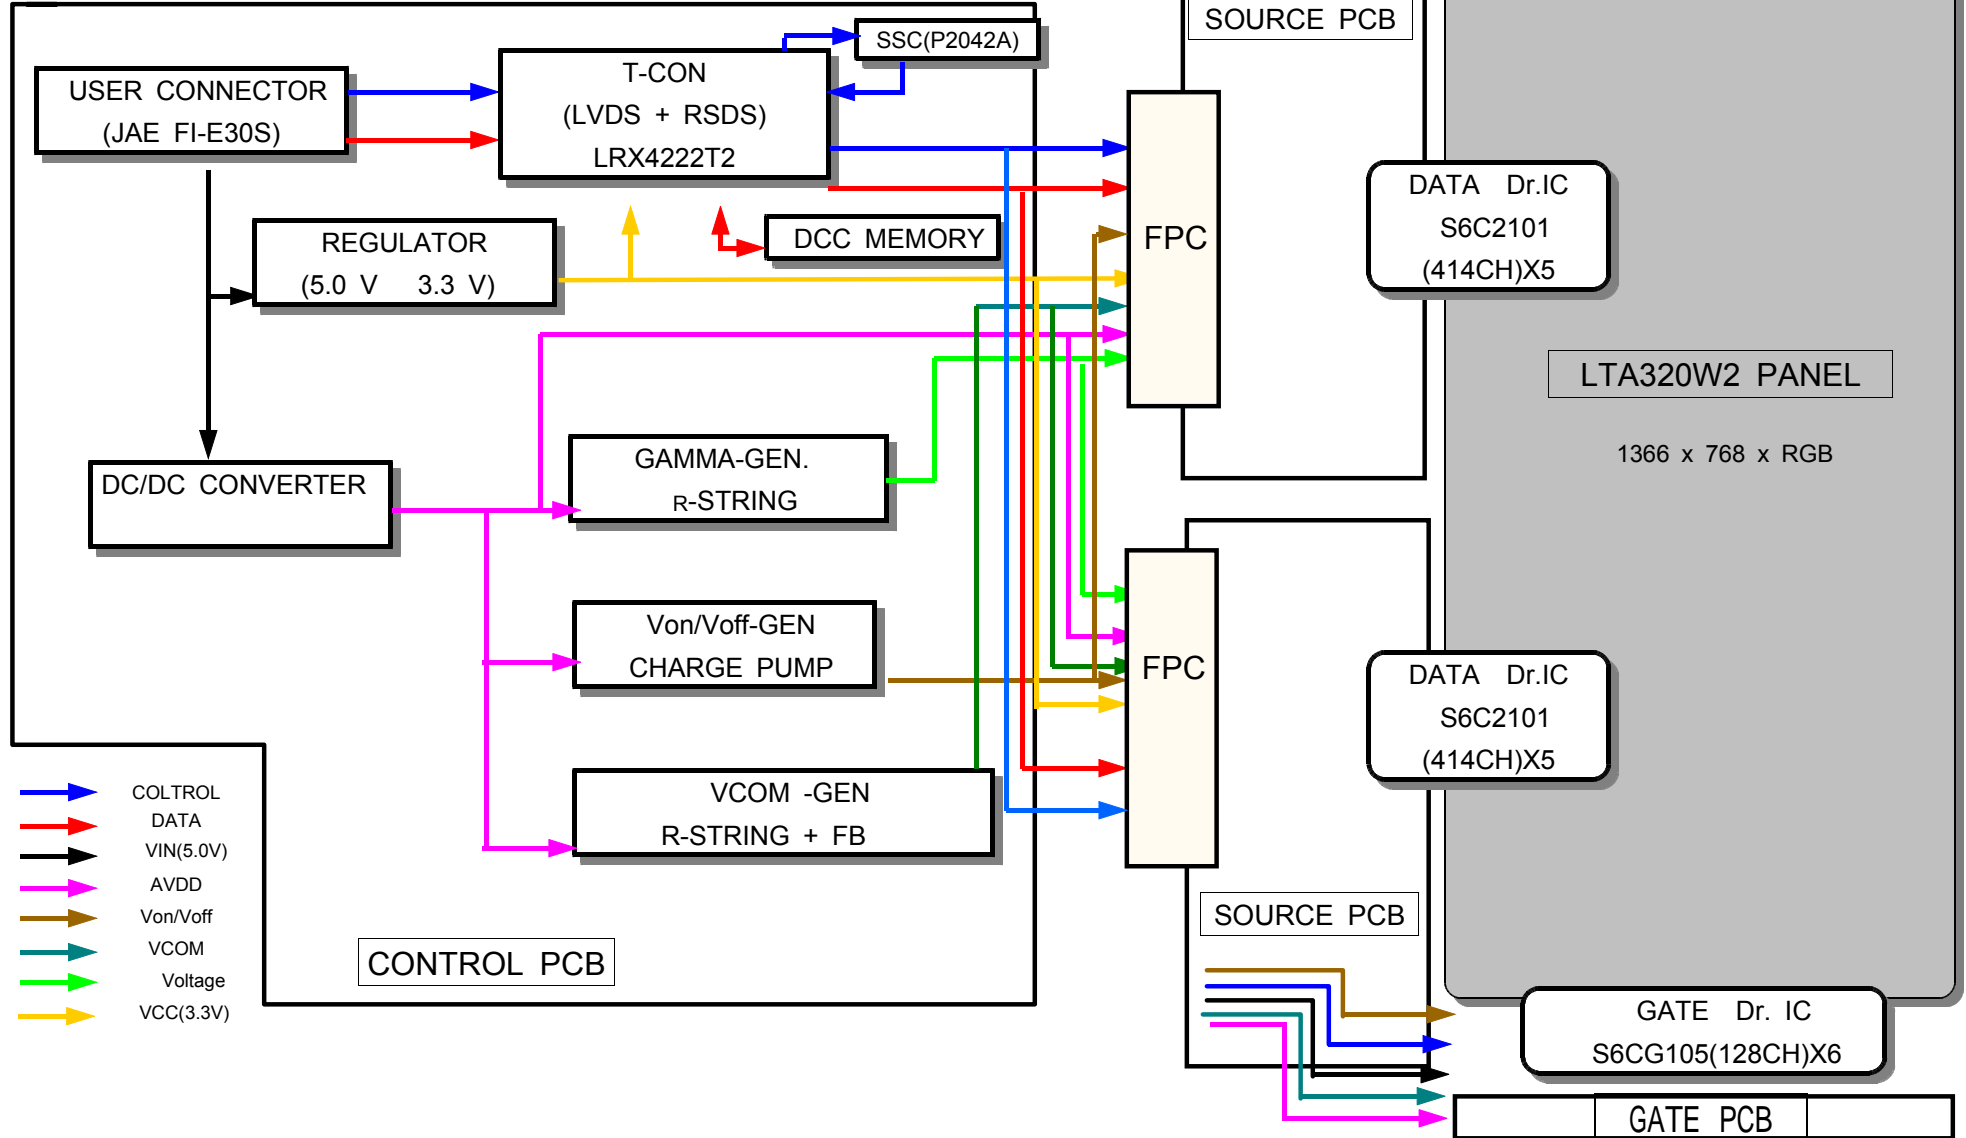 SOURCE PCB
SSC(P2042A)
T-CON
(LVDS + RSDS)
LRX4222T2
USER CONNECTOR
(JAE FI-E30S)
REGULATOR
(5.0 V 3.3 V)
DCC MEMORY
FPC
DATA Dr.IC
S6C2101
(414CH)X5
LTA320W2 PANEL
1366 x 768 x RGB
DC/DC CONVERTER
GAMMA-GEN.
R-STRING
Von/Voff-GEN
CHARGE PUMP
FPC
DATA Dr.IC
S6C2101
(414CH)X5
VCOM -GEN
R-STRING + FB
COLTROL
DATA
VIN(5.0V)
AVDD
Von/Voff
VCOM
Voltage
VCC(3.3V)
CONTROL PCB
SOURCE PCB
GATE Dr. IC
S6CG105(128CH)X6
GATE PCB